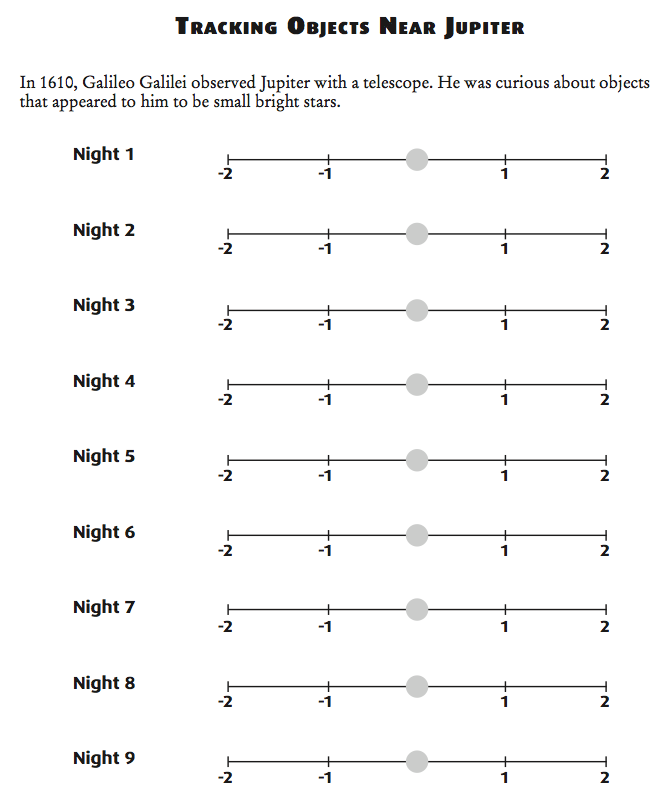 TRACKING OBJECTS NEAR JUPITER
In 1610, Galileo Galilei observed Jupiter with a telescope. He was curious about objects
that appeared to him to be small bright stars.
Night 1
-2 -1 1 2
Night 2
-2 -1 1 2
Night 3
-2 -1 1 2
Night 4
-2 -1 1 2
Night 5
-2 -1 1 2
Night 6
-2 -1 1 2
Night 7
-2 -1 1 2
Night 8
-2 -1 1 2
Night 9
-2 -1 1 2